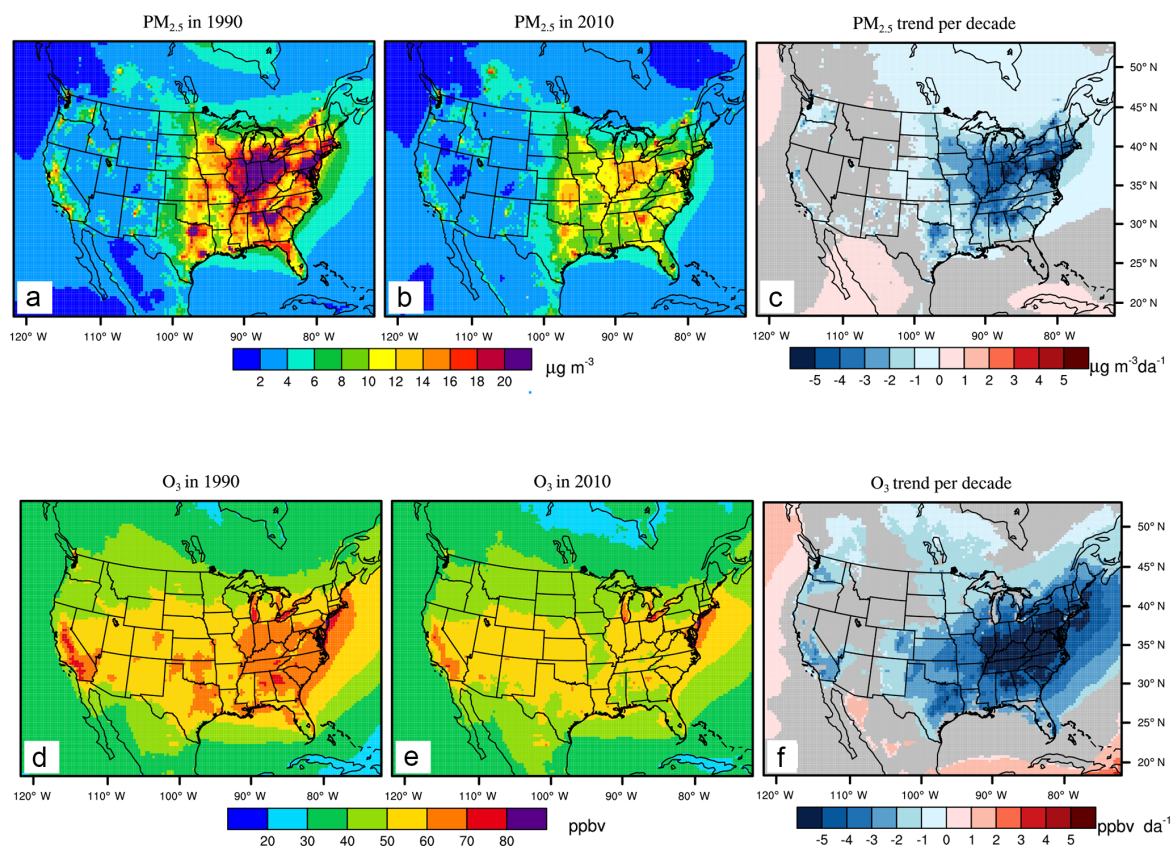 PM2.5 in 1990
PM2.5 in 2010
PM2.5 trend per decade
50° N
45° N
40° N
35° N
30° N
25° N
20° N
a
b
c
120° W 110° W 100° W 90° W 80° W
120° W 110° W 100° W 90° W 80° W
120° W 110° W 100° W 90° W 80° W
2 4 6 8 10 12 14 16 18 20
μg m-3
-5 -4 -3 -2 -1 0 1 2 3 4 5
μg m-3da-1
O3 in 1990
O3 in 2010
O3 trend per decade
50° N
45° N
40° N
35° N
30° N
25° N
20° N
d
e
f
120° W 110° W 100° W 90° W 80° W
120° W 110° W 100° W 90° W 80° W
120° W 110° W 100° W 90° W 80° W
20 30 40 50 60 70 80
ppbv
-5 -4 -3 -2 -1 0 1 2 3 4 5
ppbv da-1